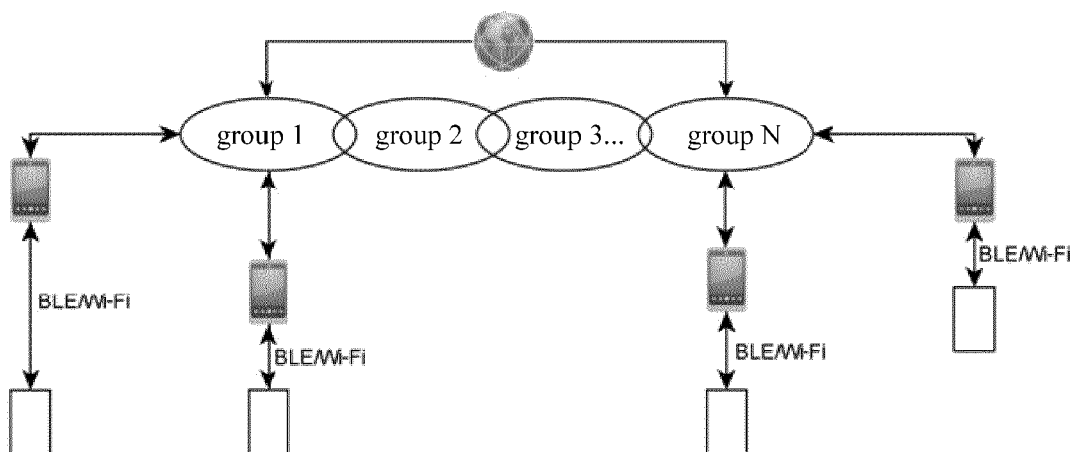 group 1
group 2
group 3...
group N
BLE/Wi-Fi
BLE/Wi-Fi
BLE/Wi-Fi
BLE/Wi-Fi